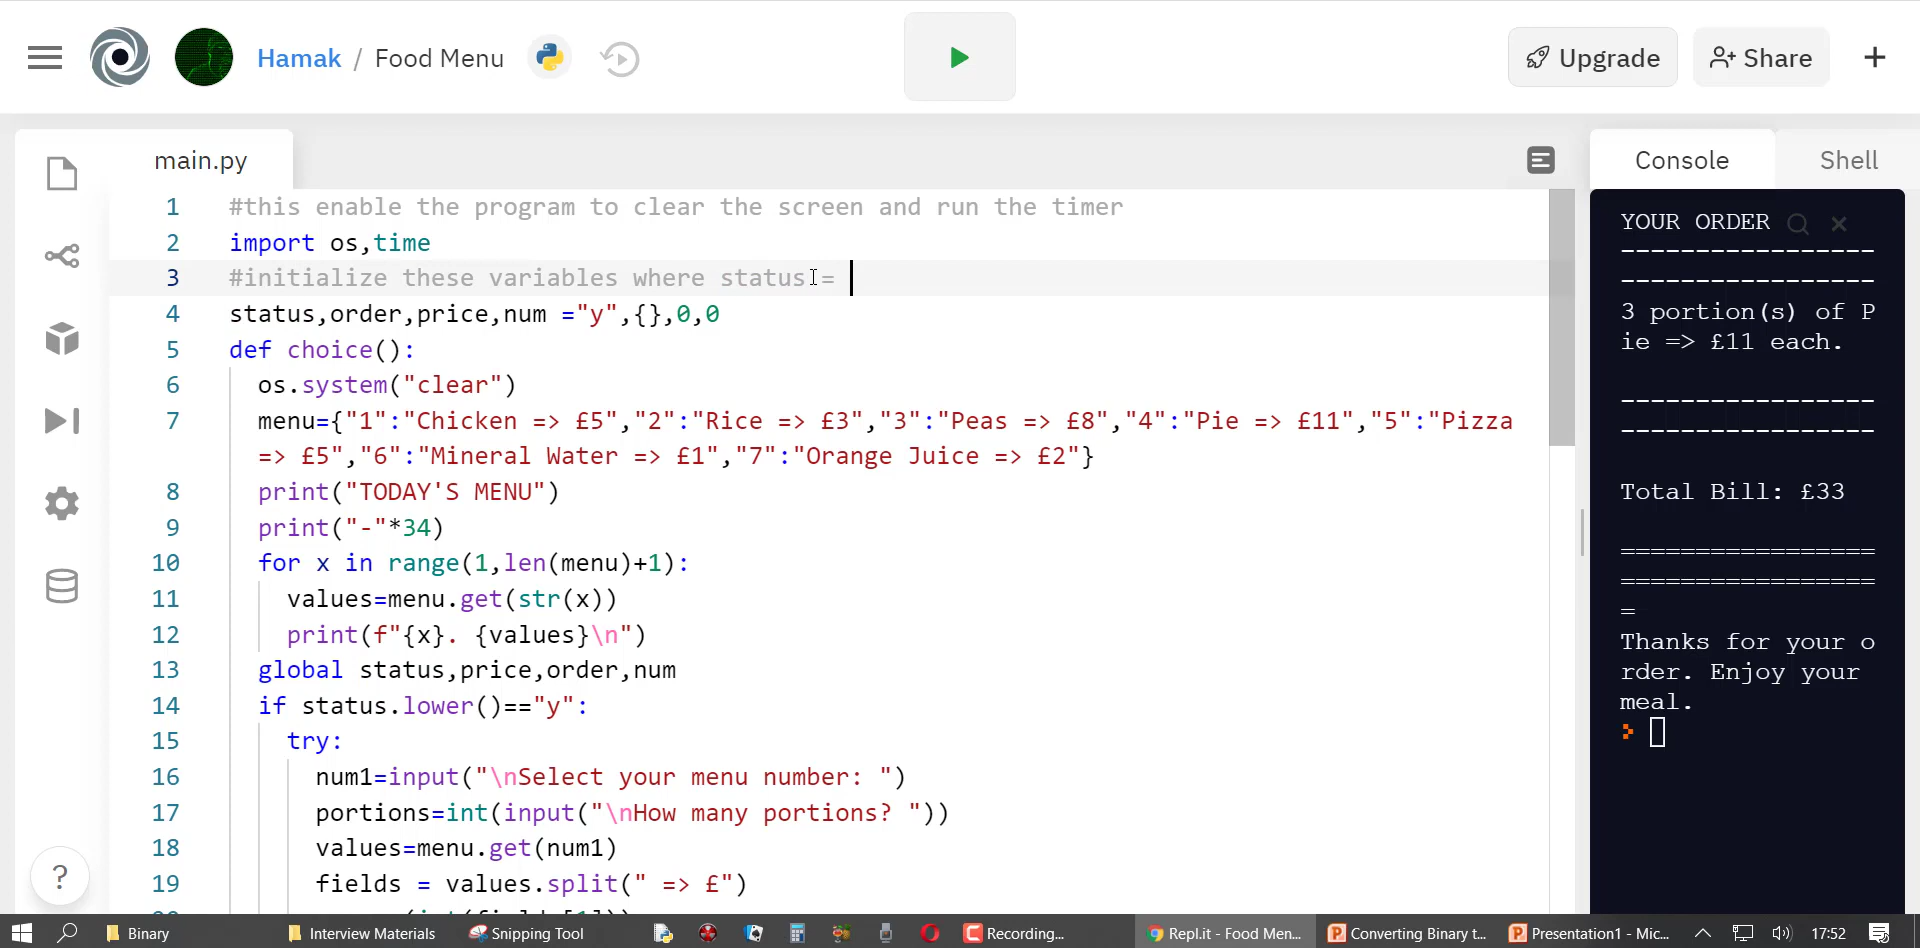 Hamak / Food Menu
Upgrade
Share
main.py
Console
Shell
1 #this enable the program to clear the screen and run the timer
2 import os,time
3 #initialize these variables where status =
4 status,order,price,num ="y",{},0,0
5 def choice():
6 os.system("clear")
7 menu={"1":"Chicken => £5","2":"Rice => £3","3":"Peas => £8","4":"Pie => £11","5":"Pizza
=> £5","6":"Mineral Water => £1","7":"Orange Juice => £2"}
8 print("TODAY'S MENU")
9 print("-"*34)
10 for x in range(1,len(menu)+1):
11 values=menu.get(str(x))
12 print(f"{x}. {values}\n")
13 global status,price,order,num
14 if status.lower()=="y":
15 try:
16 num1=input("\nSelect your menu number: ")
17 portions=int(input("\nHow many portions? "))
18 values=menu.get(num1)
19 fields = values.split(" => £")
YOUR ORDER
-----------------
-----------------
3 portion(s) of P
ie => £11 each.
-----------------
-----------------
Total Bill: £33
=================
=================
=
Thanks for your o
rder. Enjoy your
meal.
?
Binary
Interview Materials
Snipping Tool
Recording...
Repl.it - Food Men...
Converting Binary t...
Presentation1 - Mic...
17:52